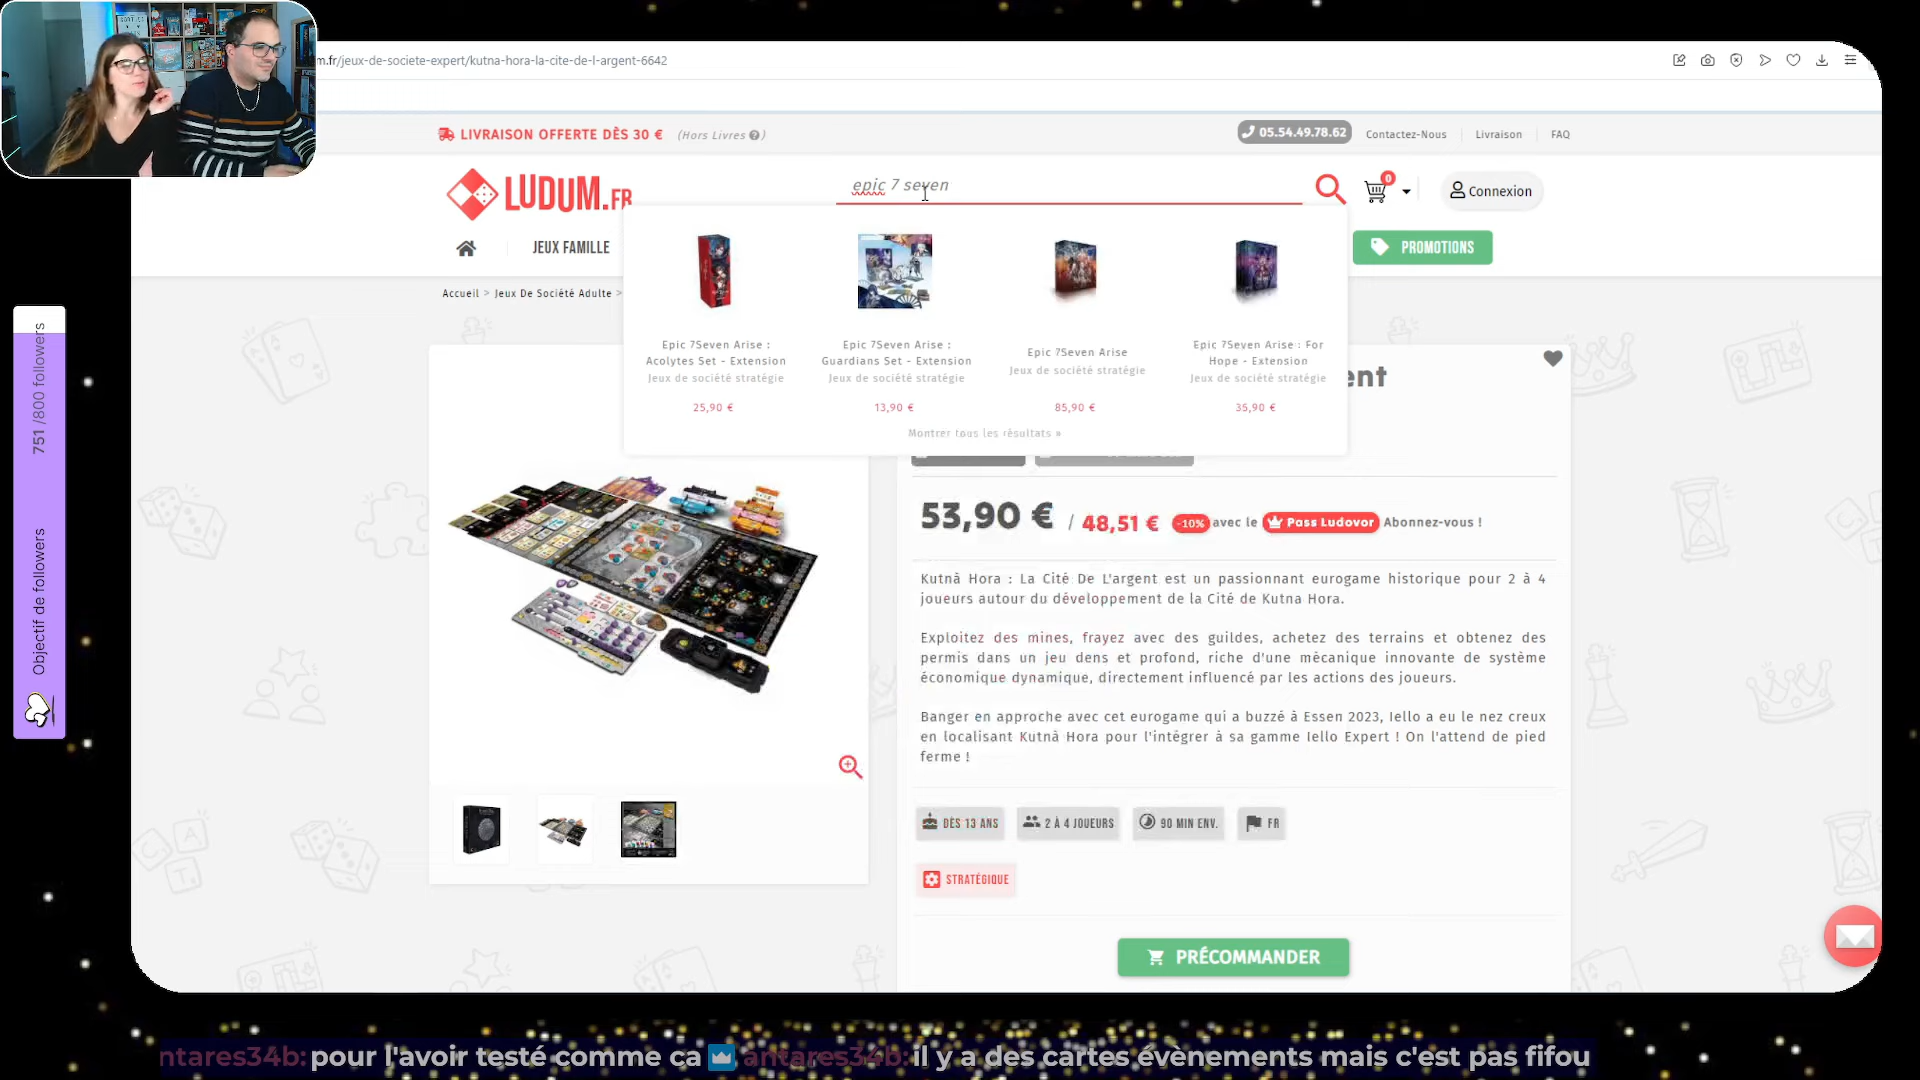 m.fr/jeux-de-societe-expert/kutna-hora-la-cite-de-l-argent-6642
LIVRAISON OFFERTE DÈS 30 € (Hors Livres )
05.54.49.78.62 Contactez-Nous Livraison FAQ
LUDUM.FR
epic 7 seven
0
Connexion
JEUX FAMILLE
PROMOTIONS
Accueil > Jeux De Société Adulte >
Epic 7Seven Arise :
Acolytes Set - Extension
Jeux de société stratégie
25,90 €
Epic 7Seven Arise :
Guardians Set - Extension
Jeux de société stratégie
13,90 €
Epic 7Seven Arise
Jeux de société stratégie
85,90 €
Epic 7Seven Arise : For
Hope - Extension
Jeux de société stratégie
35,90 €
Montrer tous les résultats »
ent
53,90 € / 48,51 € -10% avec le Pass Ludovor Abonnez-vous !
Kutnà Hora : La Cité De L'argent est un passionnant eurogame historique pour 2 à 4
joueurs autour du développement de la Cité de Kutna Hora.
Exploitez des mines, frayez avec des guildes, achetez des terrains et obtenez des
permis dans un jeu dens et profond, riche d'une mécanique innovante de système
économique dynamique, directement influencé par les actions des joueurs.
Banger en approche avec cet eurogame qui a buzzé à Essen 2023, Iello a eu le nez creux
en localisant Kutnà Hora pour l'intégrer à sa gamme Iello Expert ! On l'attend de pied
ferme !
DÈS 13 ANS
2 À 4 JOUEURS
90 MIN ENV.
FR
STRATÉGIQUE
PRÉCOMMANDER
Objectif de followers 751 /800 followers
ntares34b: pour l'avoir testé comme ca antares34b: il y a des cartes évènements mais c'est pas fifou